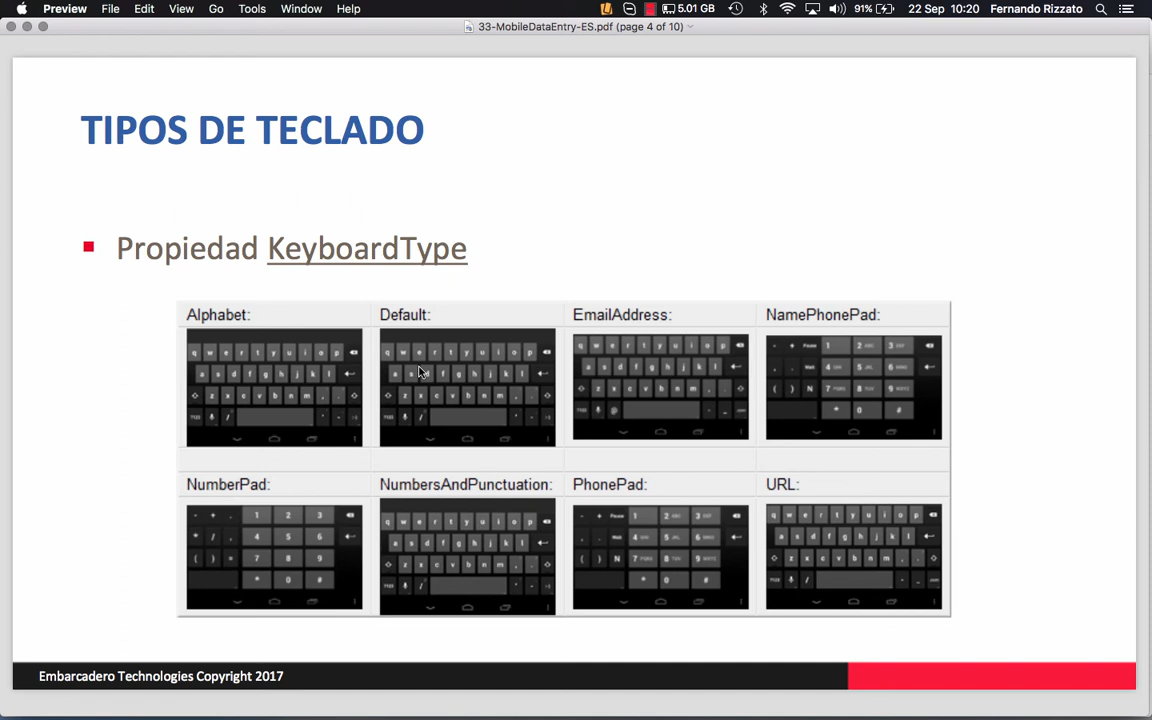 Preview File Edit View Go Tools Window Help 5.01 GB 91% 22 Sep 10:20 Fernando Rizzato
33-MobileDataEntry-ES.pdf (page 4 of 10)
TIPOS DE TECLADO
Propiedad KeyboardType
Alphabet: Default: EmailAddress: NamePhonePad:
NumberPad: NumbersAndPunctuation: PhonePad: URL:
Embarcadero Technologies Copyright 2017